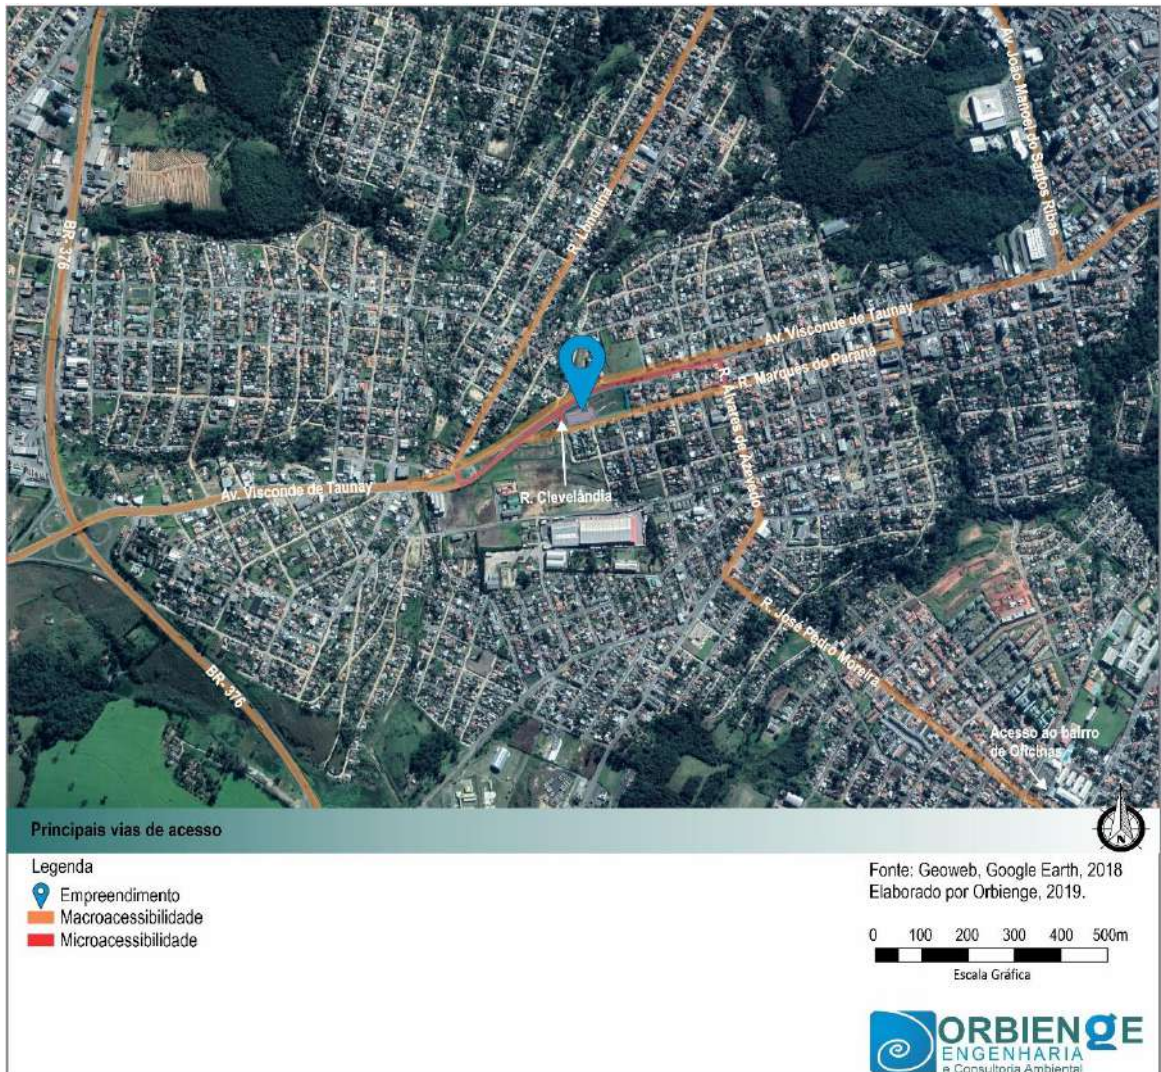 Av. João Manoel do Santos Ribas
BR-376
R. Londrina
Av. Visconde de Taunay
R. Marques do Paraná
R. Alvares de Azevedo
Av. Visconde de Taunay
R. Clevelândia
R. José Pedro Moreira
BR- 376
Acesso ao bairro
de Oficinas
Principais vias de acesso
N
Legenda
Empreendimento
Macroacessibilidade
Microacessibilidade
Fonte: Geoweb, Google Earth, 2018
Elaborado por Orbienge, 2019.
0 100 200 300 400 500m
Escala Gráfica
ORBIENGE
ENGENHARIA
e Consultoria Ambiental